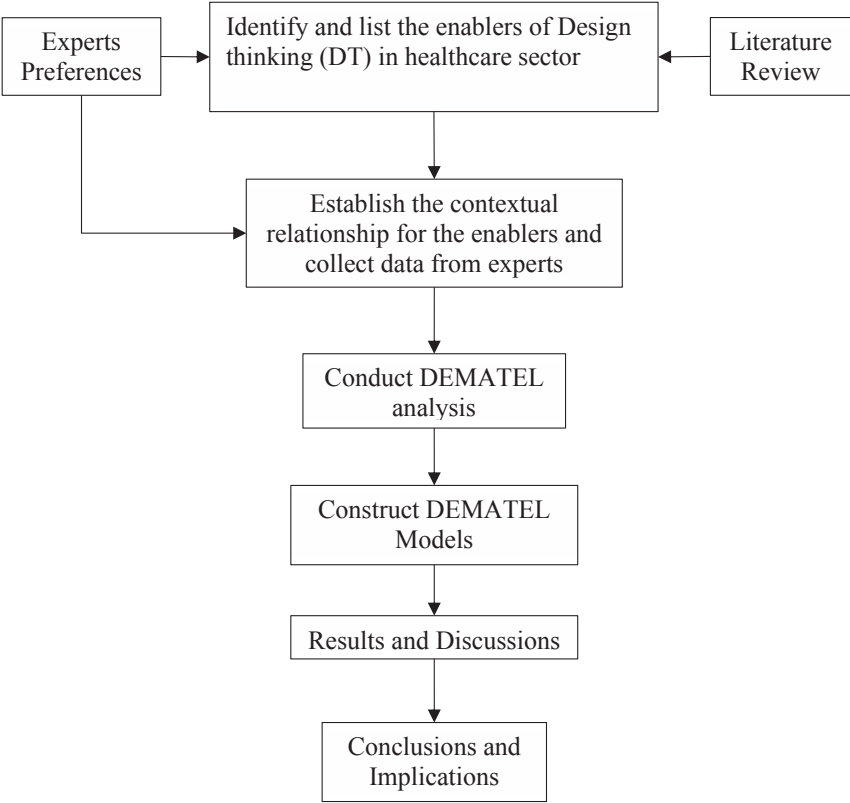 Experts
Preferences
Identify and list the enablers of Design
thinking (DT) in healthcare sector
Literature
Review
Establish the contextual
relationship for the enablers and
collect data from experts
Conduct DEMATEL
analysis
Construct DEMATEL
Models
Results and Discussions
Conclusions and
Implications